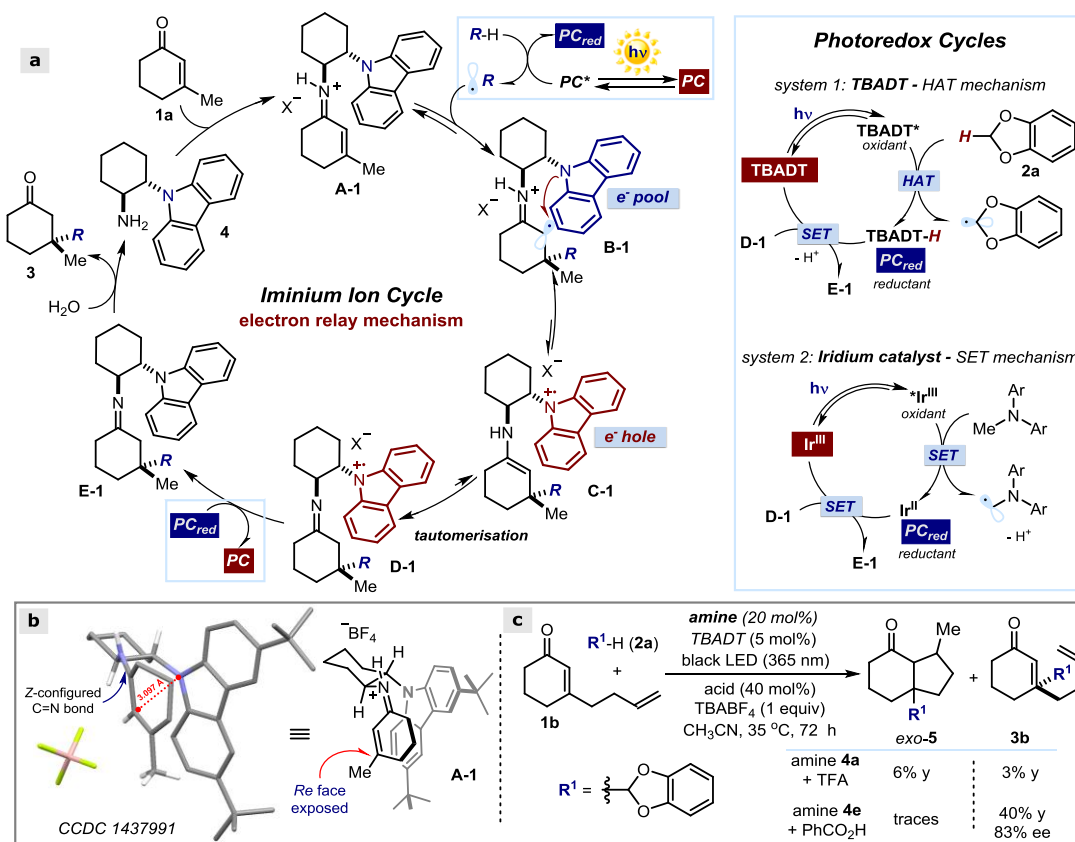 a
O
1a
Me
NH2
N
4
O
R
Me
3
H2O
H
N
+
X−
N
Me
A-1
R-H
PCred
hν
R
PC*
PC
H
N
+
X−
N
e- pool
R
Me
B-1
Iminium Ion Cycle
electron relay mechanism
X−
N
+•
HN
e- hole
R
Me
C-1
tautomerisation
X−
N
+•
N
R
Me
D-1
PCred
PC
N
N
R
Me
E-1
Photoredox Cycles
system 1: TBADT - HAT mechanism
hν
TBADT*
oxidant
H
O
O
2a
TBADT
HAT
D-1
SET
- H+
TBADT-H
PCred
reductant
E-1
O
O
system 2: Iridium catalyst - SET mechanism
hν
*IrIII
oxidant
Ar
Me
N
Ar
IrIII
SET
D-1
SET
IrII
PCred
reductant
E-1
Ar
N
Ar
- H+
b
Z-configured
C=N bond
3.097 Å
CCDC 1437991
≡
−BF4
H
H
H
N
+
N
Me
Re face
exposed
A-1
c
O
1b
R1-H (2a)
+
amine (20 mol%)
TBADT (5 mol%)
black LED (365 nm)
acid (40 mol%)
TBABF4 (1 equiv)
CH3CN, 35 oC, 72 h
O
Me
R1
exo-5
+
O
R1
3b
R1 =
O
O
amine 4a
+ TFA
6% y
3% y
amine 4e
+ PhCO2H
traces
40% y
83% ee